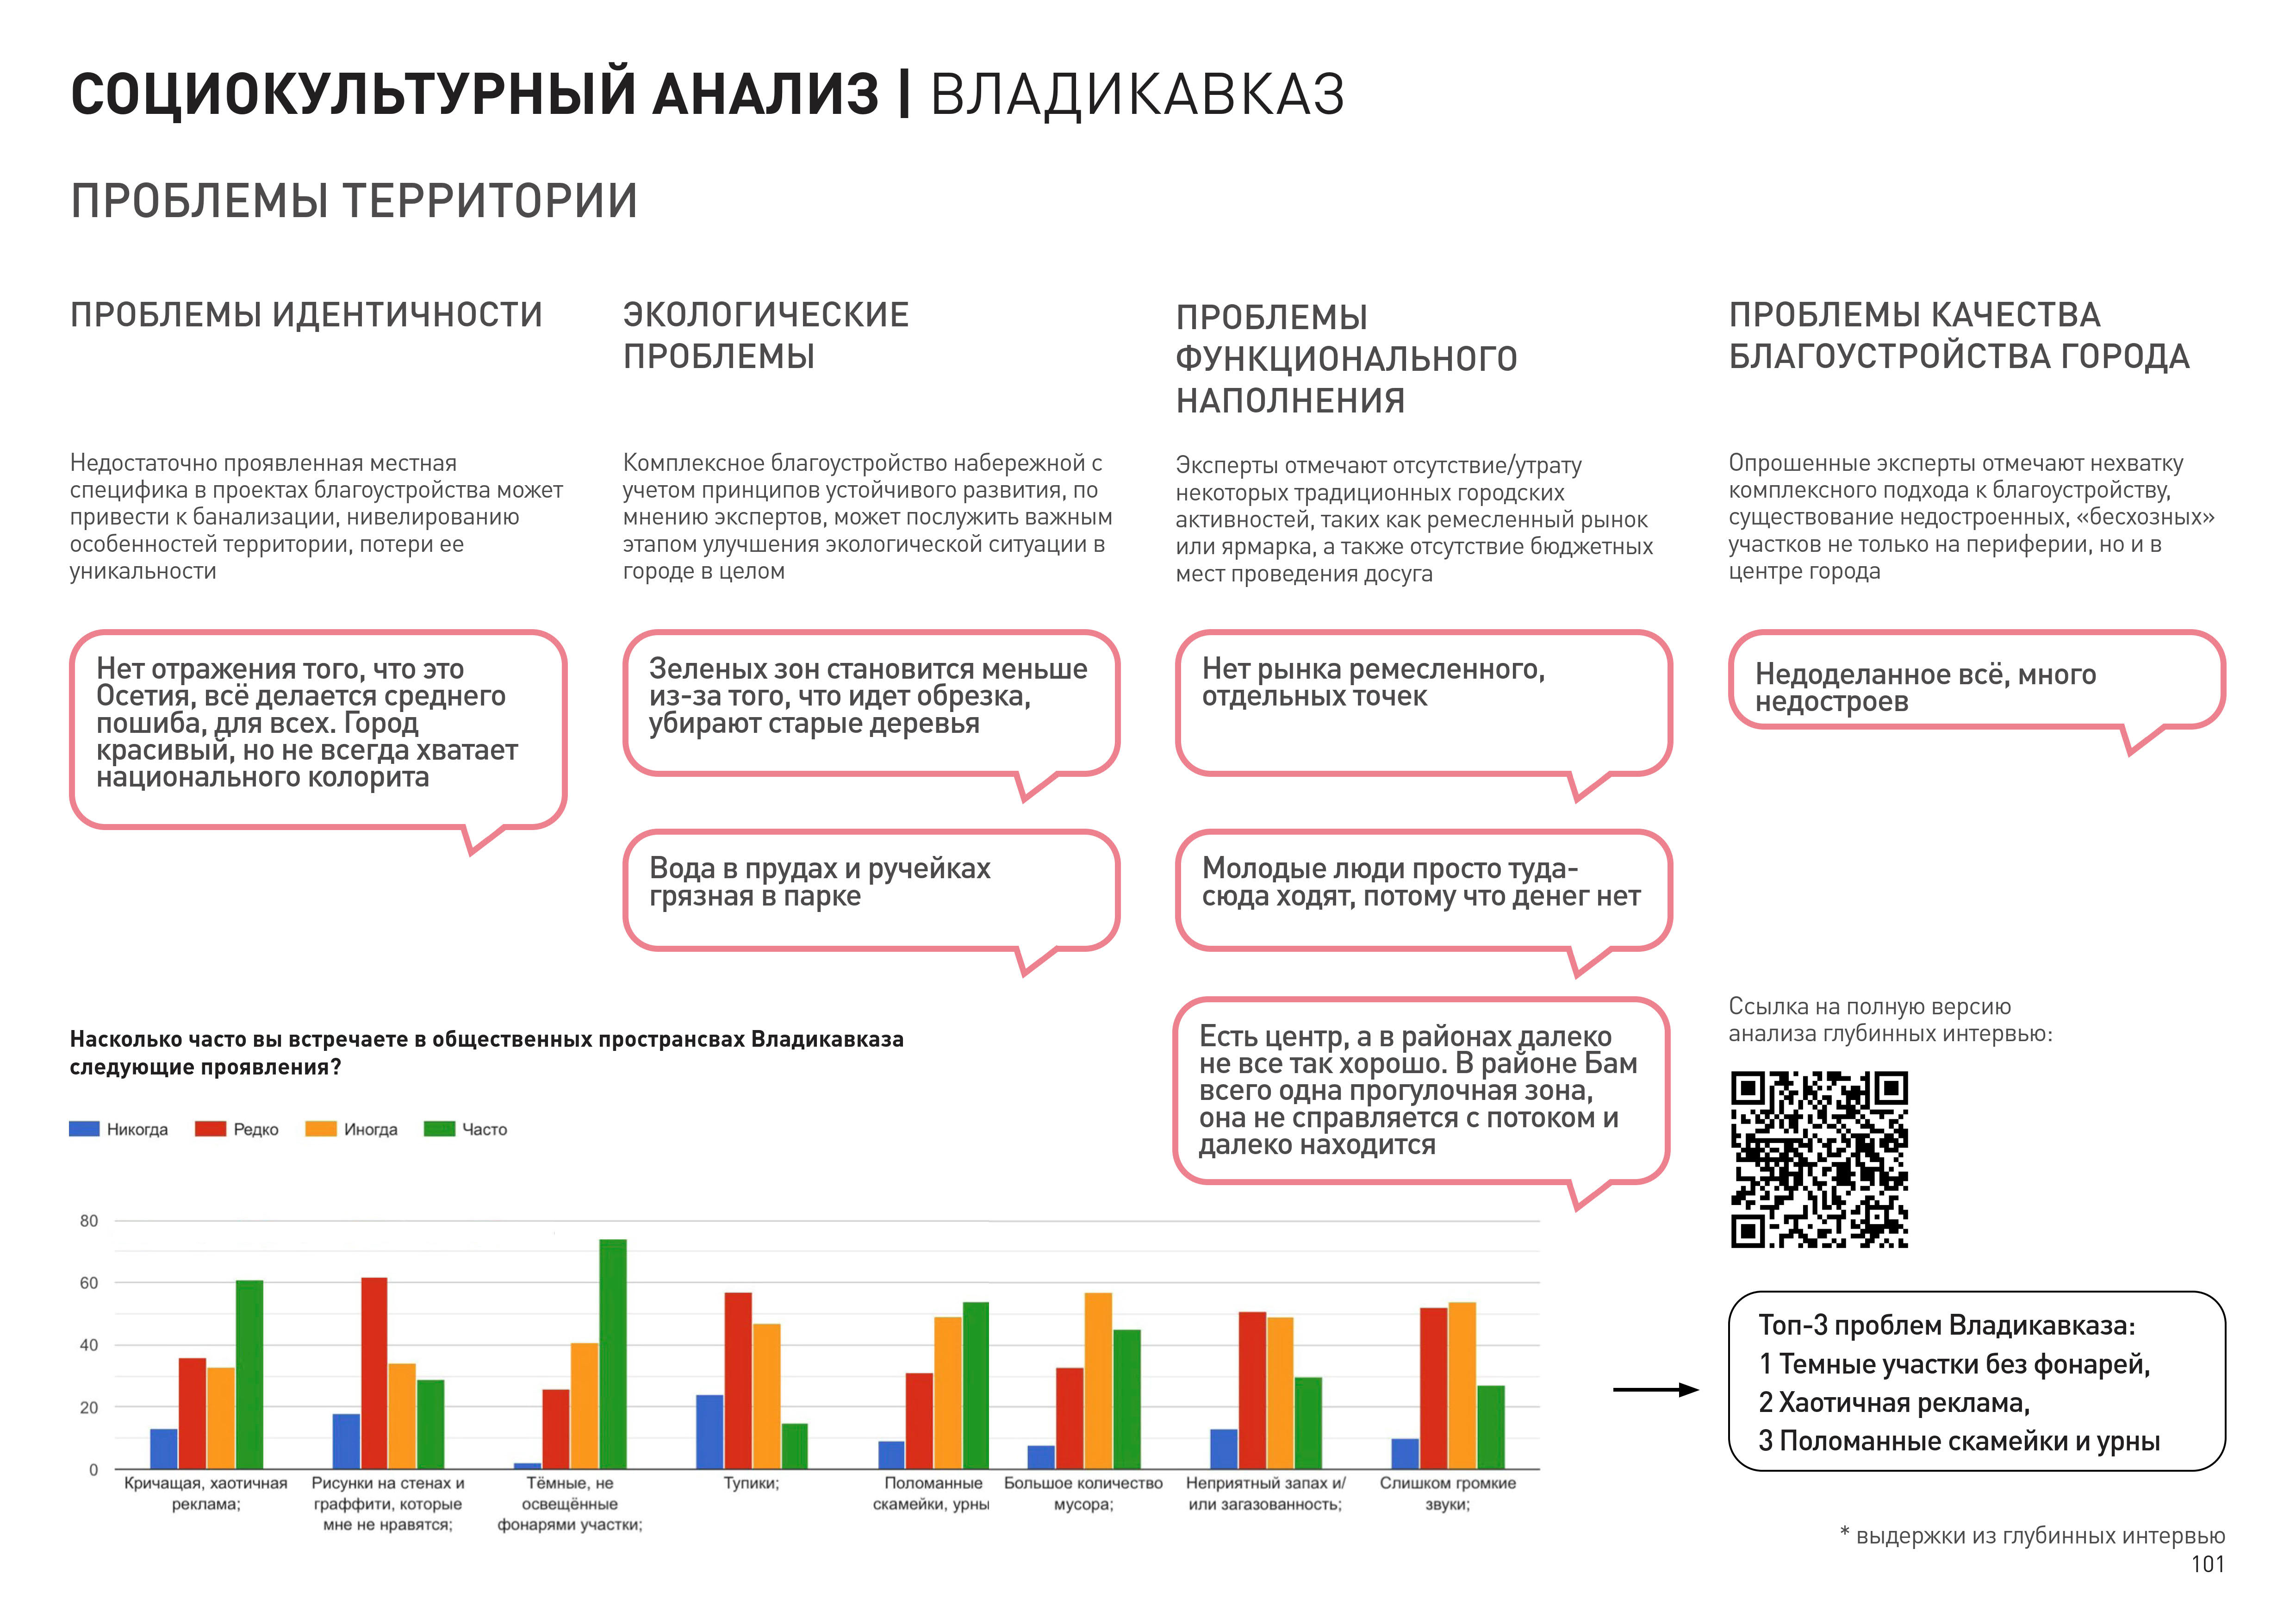 СОЦИОКУЛЬТУРНЫЙ АНАЛИЗ | ВЛАДИКАВКАЗ
ПРОБЛЕМЫ ТЕРРИТОРИИ
ПРОБЛЕМЫ ИДЕНТИЧНОСТИ
Недостаточно проявленная местная
специфика в проектах благоустройства может
привести к банализации, нивелированию
особенностей территории, потери ее
уникальности
Нет отражения того, что это
Осетия, всё делается среднего
пошиба, для всех. Город
красивый, но не всегда хватает
национального колорита
ЭКОЛОГИЧЕСКИЕ
ПРОБЛЕМЫ
Комплексное благоустройство набережной с
учетом принципов устойчивого развития, по
мнению экспертов, может послужить важным
этапом улучшения экологической ситуации в
городе в целом
Зеленых зон становится меньше
из-за того, что идет обрезка,
убирают старые деревья
Вода в прудах и ручейках
грязная в парке
ПРОБЛЕМЫ
ФУНКЦИОНАЛЬНОГО
НАПОЛНЕНИЯ
Эксперты отмечают отсутствие/утрату
некоторых традиционных городских
активностей, таких как ремесленный рынок
или ярмарка, а также отсутствие бюджетных
мест проведения досуга
Нет рынка ремесленного,
отдельных точек
Молодые люди просто туда-
сюда ходят, потому что денег нет
Есть центр, а в районах далеко
не все так хорошо. В районе Бам
всего одна прогулочная зона,
она не справляется с потоком и
далеко находится
ПРОБЛЕМЫ КАЧЕСТВА
БЛАГОУСТРОЙСТВА ГОРОДА
Опрошенные эксперты отмечают нехватку
комплексного подхода к благоустройству,
существование недостроенных, «бесхозных»
участков не только на периферии, но и в
центре города
Недоделанное всё, много
недостроев
Ссылка на полную версию
анализа глубинных интервью:
Насколько часто вы встречаете в общественных пространсвах Владикавказа
следующие проявления?
Никогда
Редко
Иногда
Часто
80
60
40
20
0
Кричащая, хаотичная
реклама;
Рисунки на стенах и
граффити, которые
мне не нравятся;
Тёмные, не
освещённые
фонарями участки;
Тупики;
Поломанные
скамейки, урны
Большое количество
мусора;
Неприятный запах и/
или загазованность;
Слишком громкие
звуки;
Топ-3 проблем Владикавказа:
1 Темные участки без фонарей,
2 Хаотичная реклама,
3 Поломанные скамейки и урны
* выдержки из глубинных интервью
101